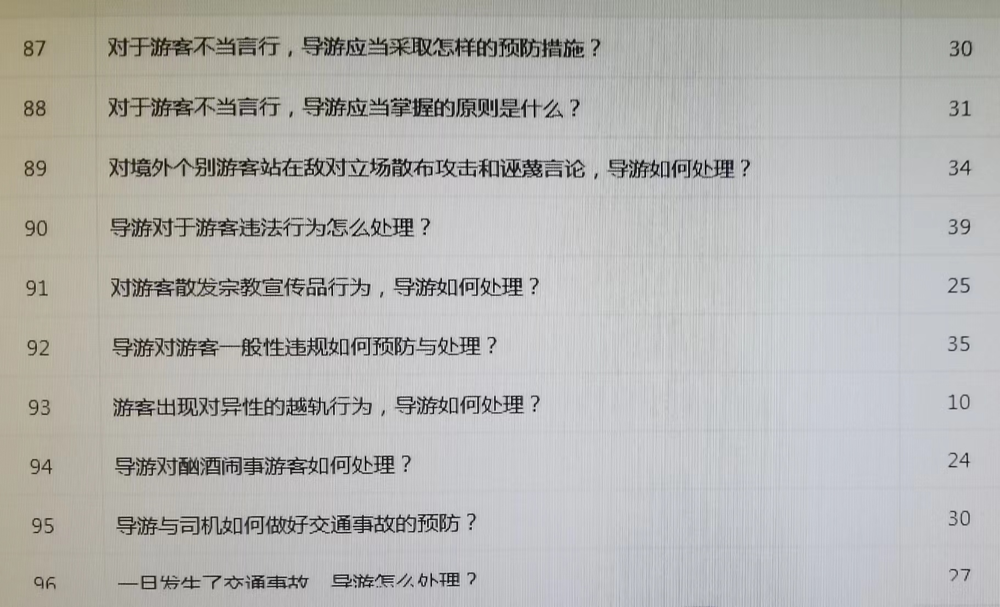 87 对于游客不当言行，导游应当采取怎样的预防措施？ 30
88 对于游客不当言行，导游应当掌握的原则是什么？ 31
89 对境外个别游客站在敌对立场散布攻击和诬蔑言论，导游如何处理？ 34
90 导游对于游客违法行为怎么处理？ 39
91 对游客散发宗教宣传品行为，导游如何处理？ 25
92 导游对游客一般性违规如何预防与处理？ 35
93 游客出现对异性的越轨行为，导游如何处理？ 10
94 导游对酗酒闹事游客如何处理？ 24
95 导游与司机如何做好交通事故的预防？ 30
96 一旦发生了交通事故 导游怎么处理？ 27